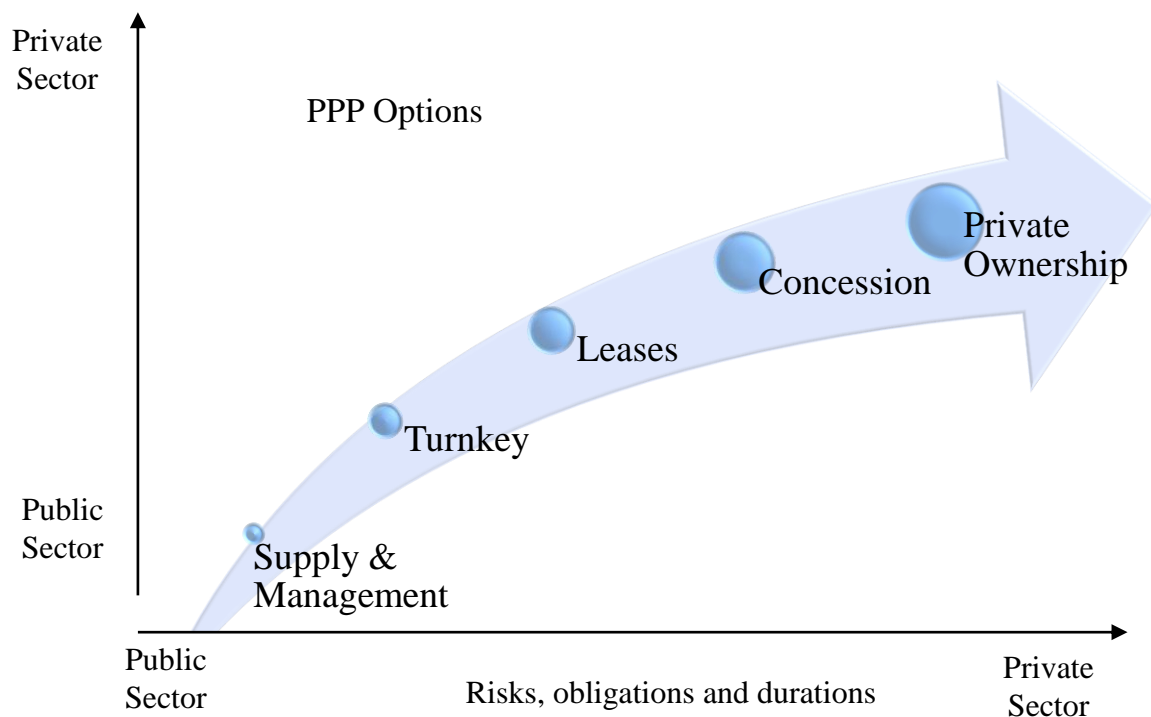 Private
Sector
PPP Options
Private
Ownership
Concession
Leases
Turnkey
Public
Sector
Supply &
Management
Public
Sector
Risks, obligations and durations
Private
Sector